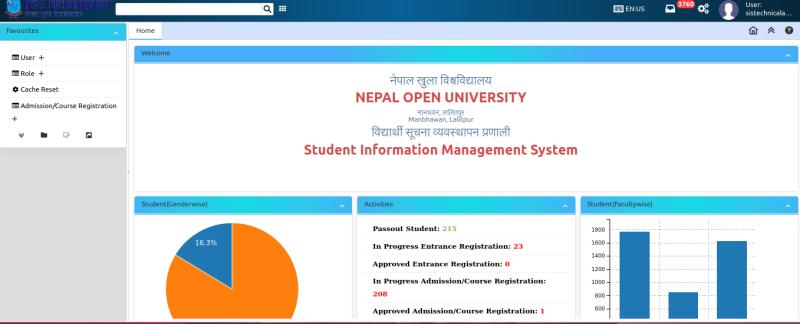 3760
EN:US
User:
sistechnicala...
Favourites
Home
User +
Role +
Cache Reset
Admission/Course Registration
+
Welcome
नेपाल खुला विश्वविद्यालय
NEPAL OPEN UNIVERSITY
मानभवन, ललितपुर
Manbhawan, Lalitpur
विद्यार्थी सूचना व्यवस्थापन प्रणाली
Student Information Management System
Student(Genderwise)
16.3%
Activities
Passout Student: 215
In Progress Entrance Registration: 23
Approved Entrance Registration: 0
In Progress Admission/Course Registration:
208
Approved Admission/Course Registration: 1
Student(Facultywise)
1800
1600
1400
1200
1000
800
600